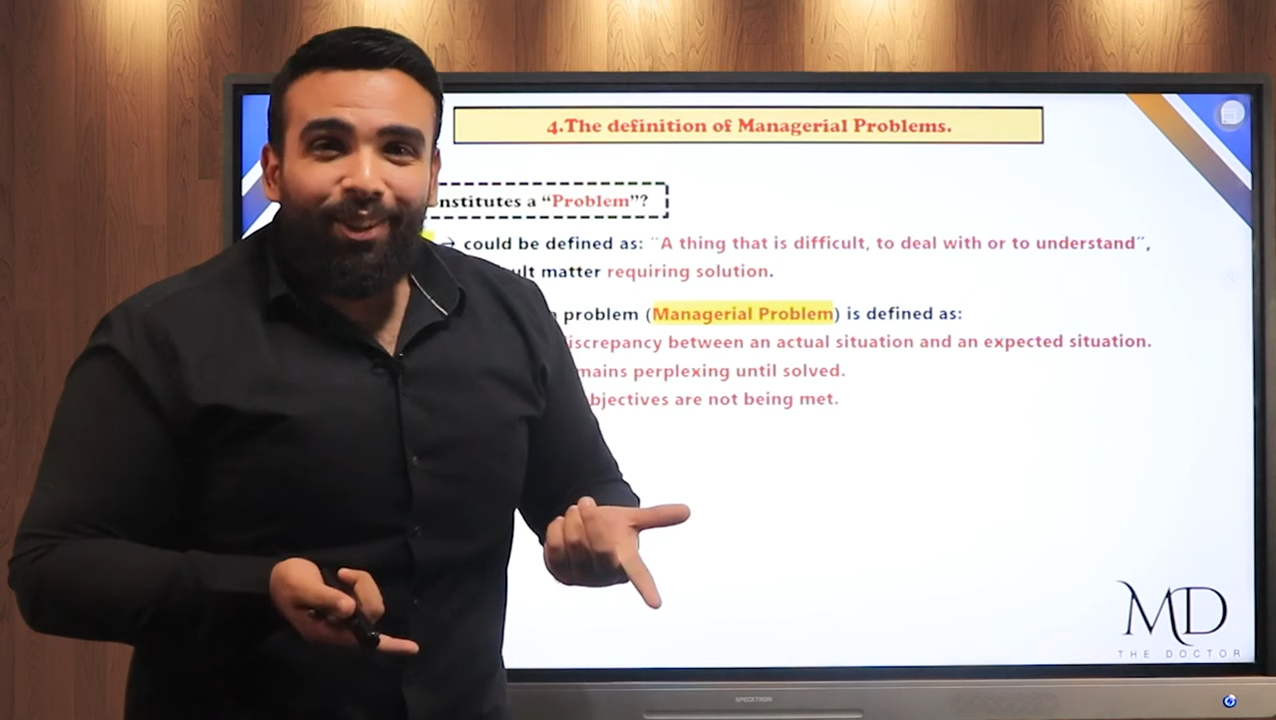 4.The definition of Managerial Problems.
nstitutes a “Problem”?
→ could be defined as: “A thing that is difficult, to deal with or to understand”,
ult matter requiring solution.
problem (Managerial Problem) is defined as:
iscrepancy between an actual situation and an expected situation.
mains perplexing until solved.
bjectives are not being met.
MD
THE DOCTOR
SPECKTRON